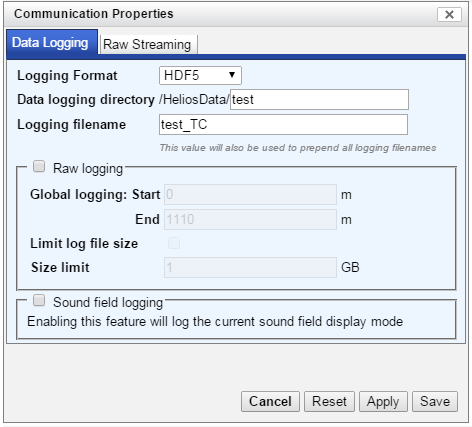 Communication Properties
Data Logging Raw Streaming
Logging Format HDF5
Data logging directory /HeliosData/test
Logging filename test_TC
This value will also be used to prepend all logging filenames
Raw logging
Global logging: Start 0 m
End 1110 m
Limit log file size
Size limit 1 GB
Sound field logging
Enabling this feature will log the current sound field display mode
Cancel Reset Apply Save